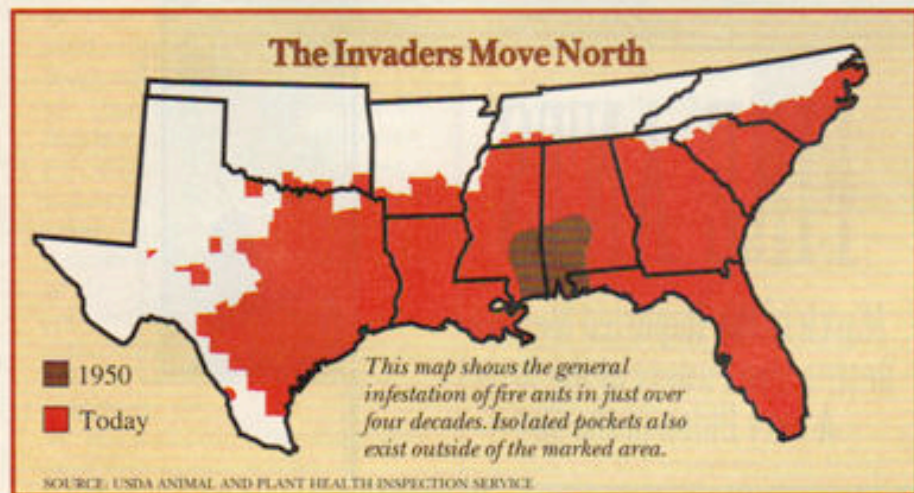 The Invaders Move North
1950
Today
This map shows the general
infestation of fire ants in just over
four decades. Isolated pockets also
exist outside of the marked area.
SOURCE: USDA ANIMAL AND PLANT HEALTH INSPECTION SERVICE